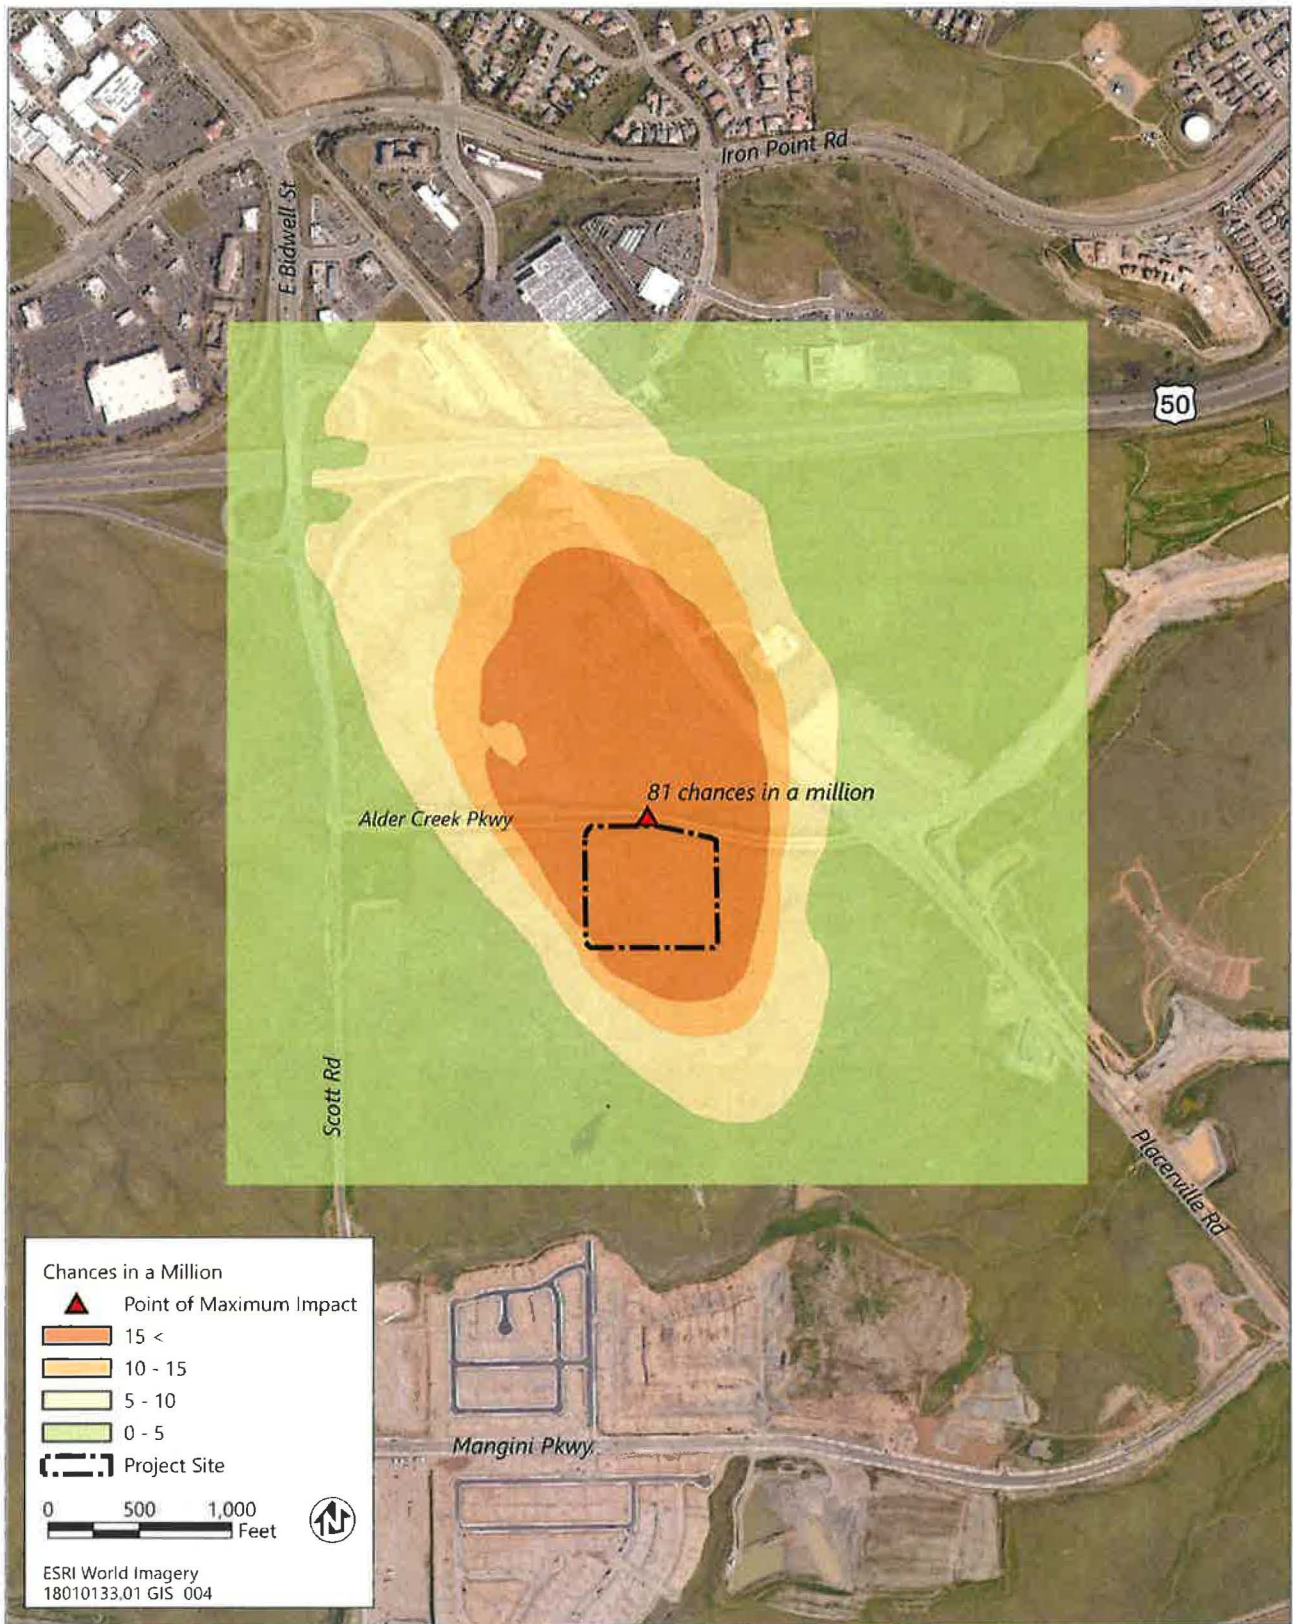 Iron Point Rd
E Bidwell St
50
81 chances in a million
Alder Creek Pkwy
Scott Rd
Placerville Rd
Mangini Pkwy
Chances in a Million
Point of Maximum Impact
15 <
10 - 15
5 - 10
0 - 5
Project Site
0 500 1,000
Feet
N
ESRI World Imagery
18010133.01 GIS 004